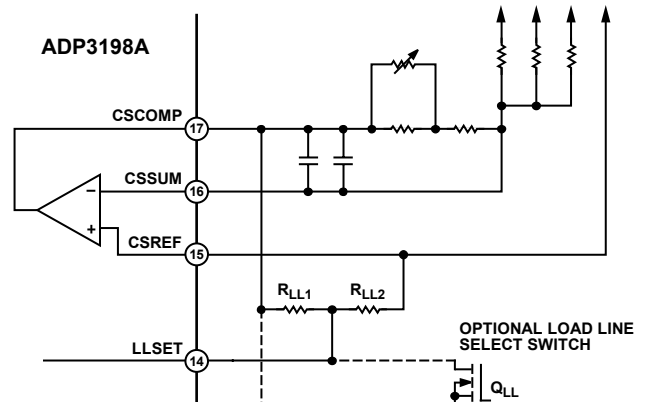 ADP3198A
CSCOMP
17
CSSUM
16
−
+
CSREF
15
RLL1
RLL2
OPTIONAL LOAD LINE
SELECT SWITCH
LLSET
14
QLL